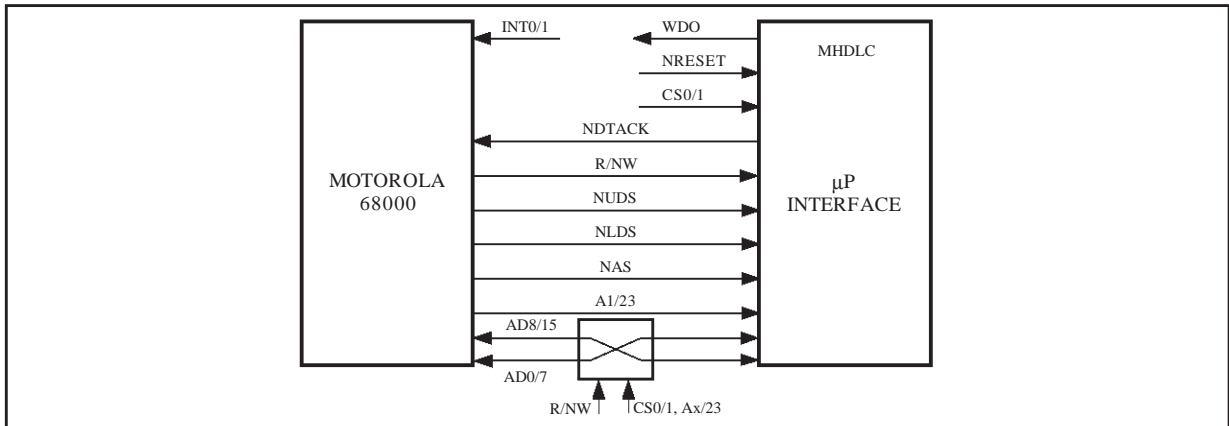 INT0/1
WDO
MHDLC
NRESET
CS0/1
NDTACK
R/NW
MOTOROLA
68000
µP
INTERFACE
NUDS
NLDS
NAS
A1/23
AD8/15
AD0/7
R/NW
CS0/1, Ax/23